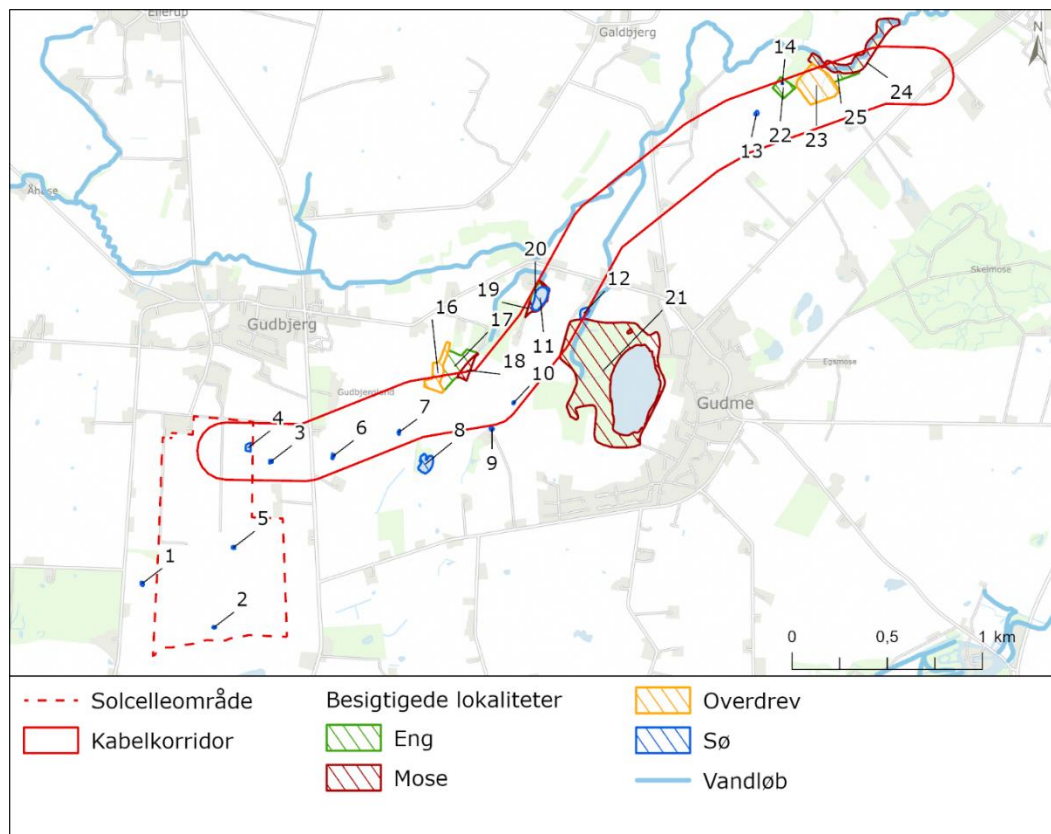 Ellerup
Galdbjerg
N
14
24
25
23
22
13
Åhuse
Skelmose
20
12
19
21
Gudbjerg
16
17
11
18
Egsmose
Gudbjerglund
10
Gudme
7
4
3
6
8
9
5
1
2
0 0,5 1 km
Solcelleområde
Kabelkorridor
Besigtigede lokaliteter
Eng
Mose
Overdrev
Sø
Vandløb